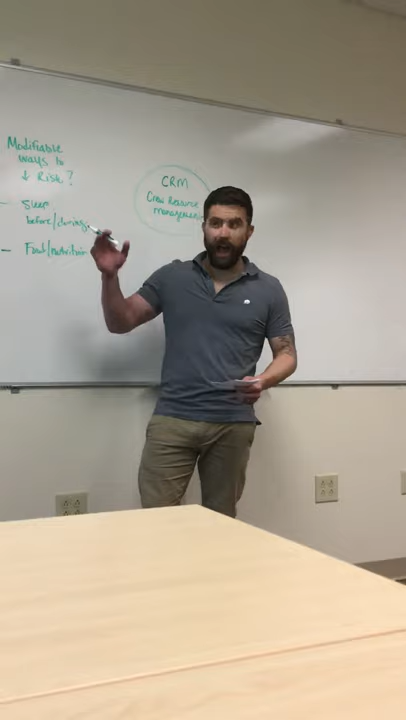 Modifiable
ways to
↓ Risk?
- Sleep
before/during
- Food/nutrition
CRM
Crew Resource
management